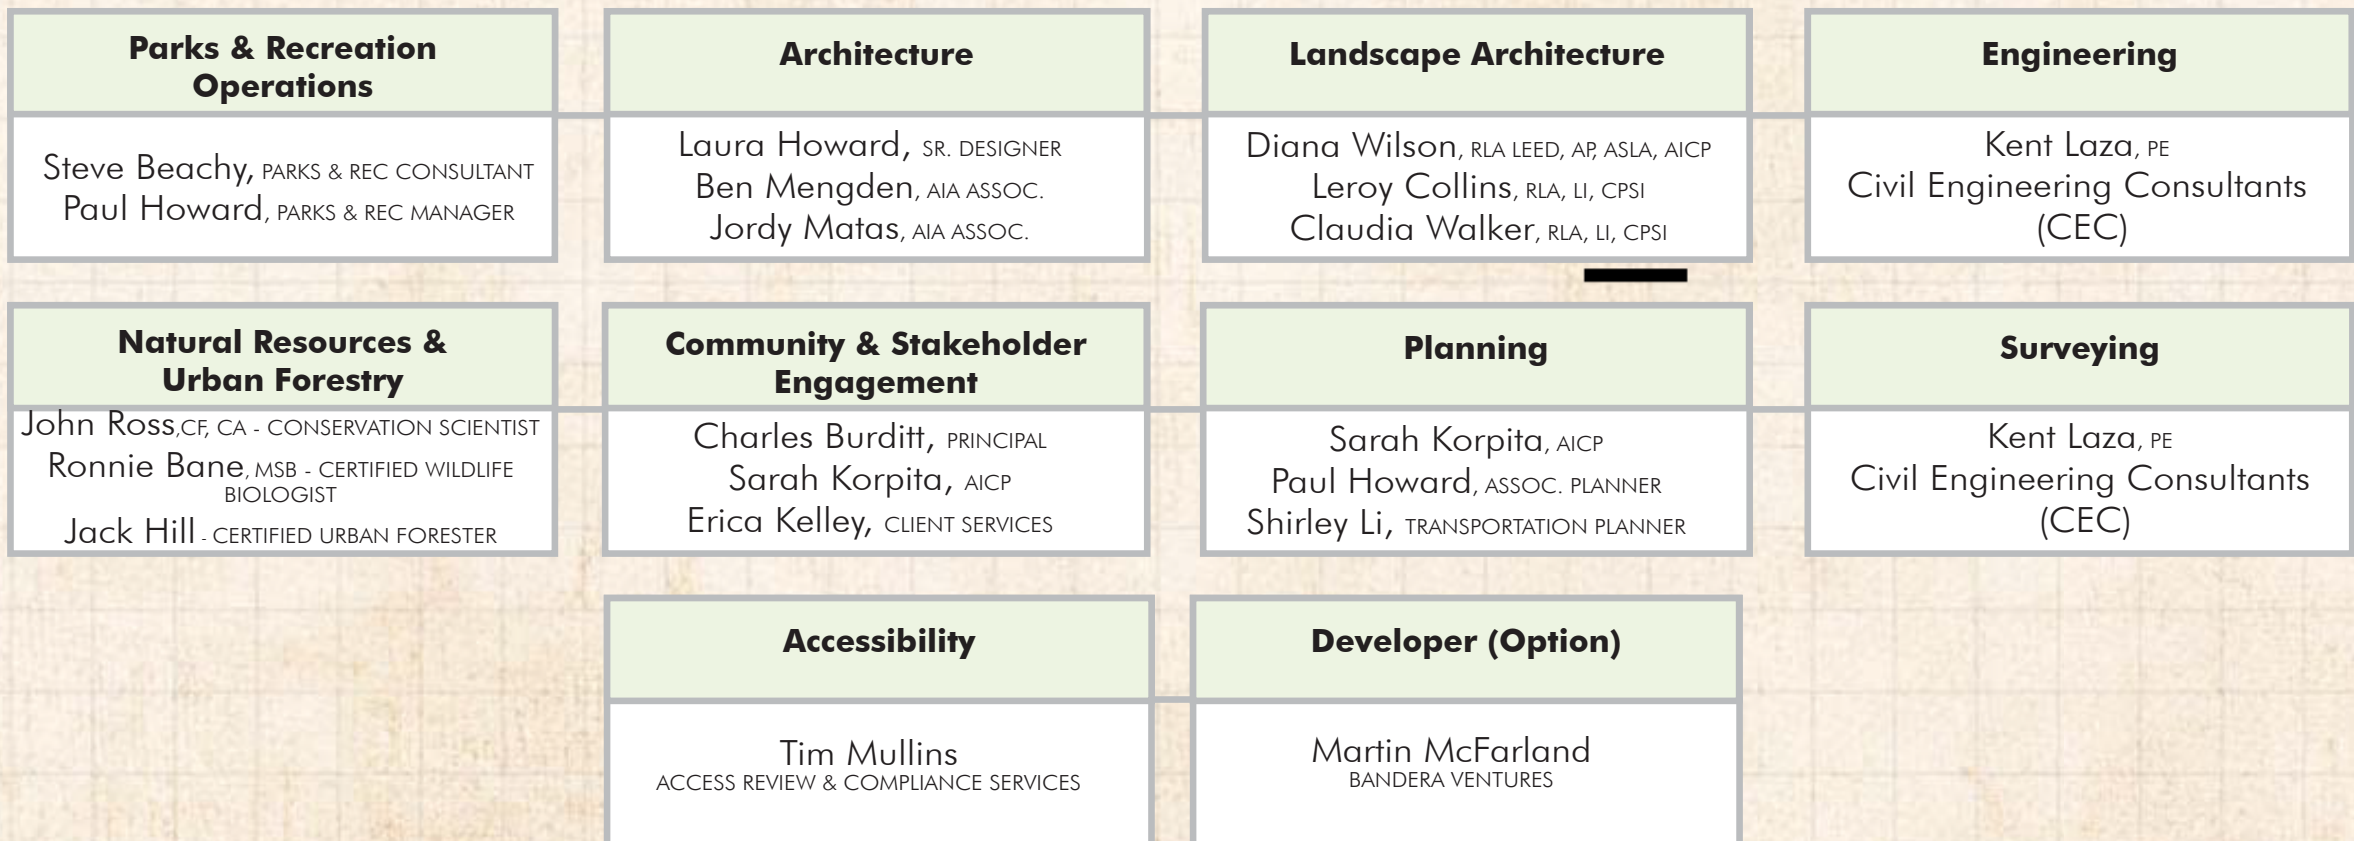 Parks & Recreation
Operations
Steve Beachy, PARKS & REC CONSULTANT
Paul Howard, PARKS & REC MANAGER
Architecture
Laura Howard, SR. DESIGNER
Ben Mengden, AIA ASSOC.
Jordy Matas, AIA ASSOC.
Landscape Architecture
Diana Wilson, RLA LEED, AP, ASLA, AICP
Leroy Collins, RLA, LI, CPSI
Claudia Walker, RLA, LI, CPSI
Engineering
Kent Laza, PE
Civil Engineering Consultants
(CEC)
Natural Resources &
Urban Forestry
John Ross,CF, CA - CONSERVATION SCIENTIST
Ronnie Bane, MSB - CERTIFIED WILDLIFE
BIOLOGIST
Jack Hill - CERTIFIED URBAN FORESTER
Community & Stakeholder
Engagement
Charles Burditt, PRINCIPAL
Sarah Korpita, AICP
Erica Kelley, CLIENT SERVICES
Planning
Sarah Korpita, AICP
Paul Howard, ASSOC. PLANNER
Shirley Li, TRANSPORTATION PLANNER
Surveying
Kent Laza, PE
Civil Engineering Consultants
(CEC)
Accessibility
Tim Mullins
ACCESS REVIEW & COMPLIANCE SERVICES
Developer (Option)
Martin McFarland
BANDERA VENTURES